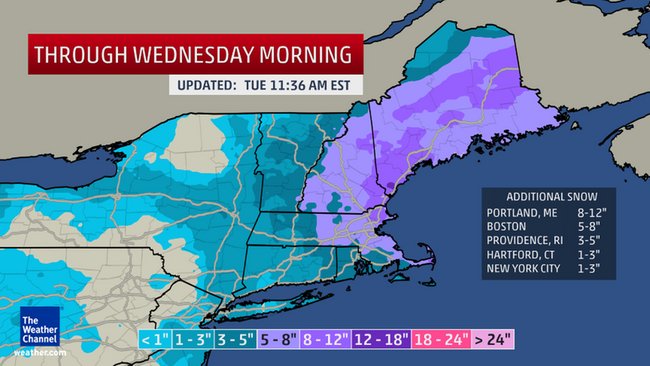 THROUGH WEDNESDAY MORNING
UPDATED: TUE 11:36 AM EST
ADDITIONAL SNOW
PORTLAND, ME 8-12"
BOSTON 5-8"
PROVIDENCE, RI 3-5"
HARTFORD, CT 1-3"
NEW YORK CITY 1-3"
The
Weather
Channel
weather.com
< 1" 1 - 3" 3 - 5" 5 - 8" 8 - 12" 12 - 18" 18 - 24" > 24"